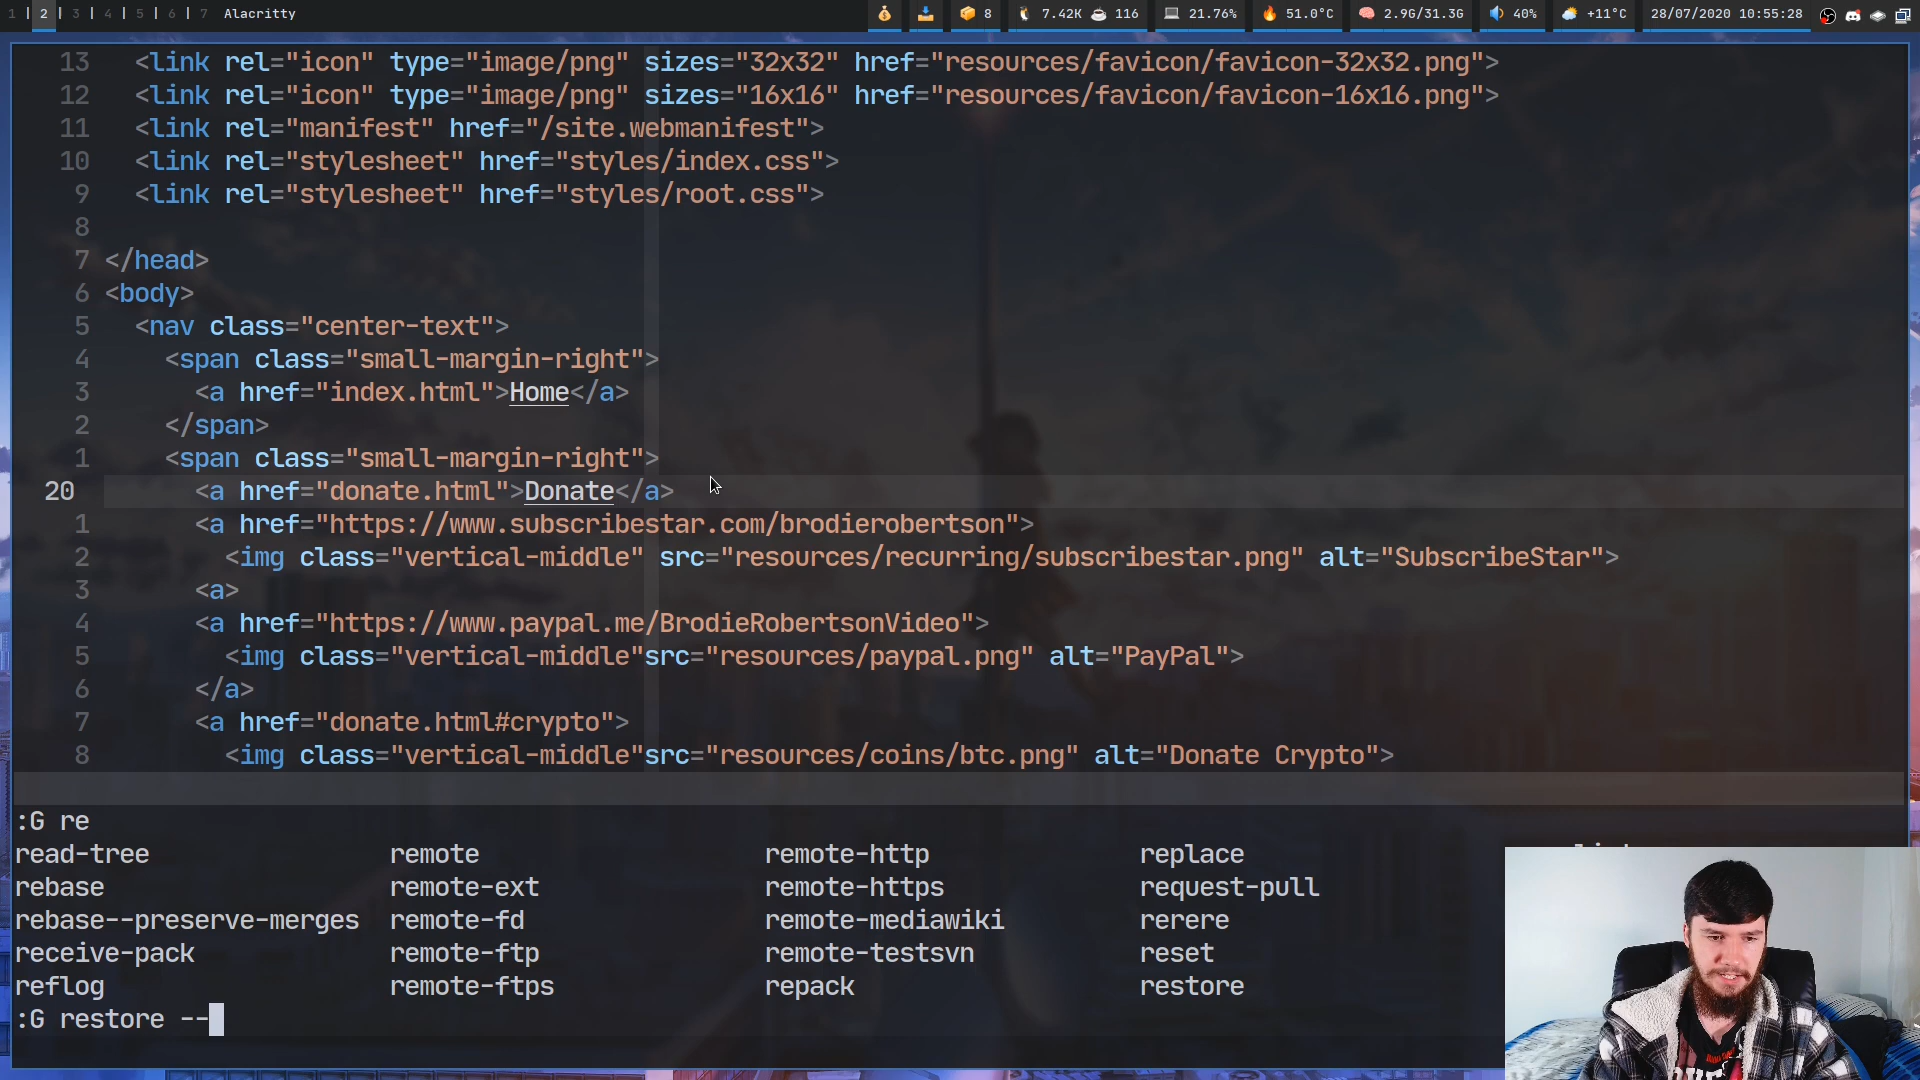 1 | 2 | 3 | 4 | 5 | 6 | 7 Alacritty 8 7.42K 116 21.76% 51.0°C 2.9G/31.3G 40% +11°C 28/07/2020 10:55:28
13 <link rel="icon" type="image/png" sizes="32x32" href="resources/favicon/favicon-32x32.png">
12 <link rel="icon" type="image/png" sizes="16x16" href="resources/favicon/favicon-16x16.png">
11 <link rel="manifest" href="/site.webmanifest">
10 <link rel="stylesheet" href="styles/index.css">
9 <link rel="stylesheet" href="styles/root.css">
8
7 </head>
6 <body>
5 <nav class="center-text">
4 <span class="small-margin-right">
3 <a href="index.html">Home</a>
2 </span>
1 <span class="small-margin-right">
20 <a href="donate.html">Donate</a>
1 <a href="https://www.subscribestar.com/brodierobertson">
2 <img class="vertical-middle" src="resources/recurring/subscribestar.png" alt="SubscribeStar">
3 <a>
4 <a href="https://www.paypal.me/BrodieRobertsonVideo">
5 <img class="vertical-middle"src="resources/paypal.png" alt="PayPal">
6 </a>
7 <a href="donate.html#crypto">
8 <img class="vertical-middle"src="resources/coins/btc.png" alt="Donate Crypto">
:G re
read-tree remote remote-http replace
rebase remote-ext remote-https request-pull
rebase--preserve-merges remote-fd remote-mediawiki rerere
receive-pack remote-ftp remote-testsvn reset
reflog remote-ftps repack restore
:G restore --